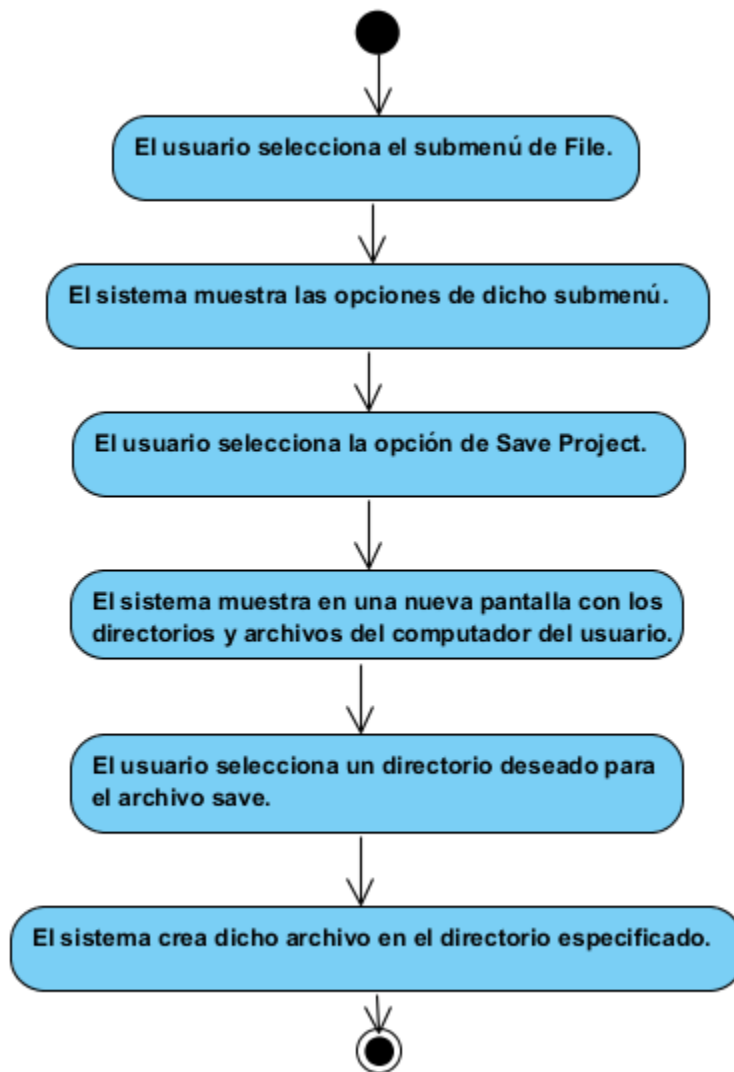 El usuario selecciona el submenú de File.
El sistema muestra las opciones de dicho submenú.
El usuario selecciona la opción de Save Project.
El sistema muestra en una nueva pantalla con los
directorios y archivos del computador del usuario.
El usuario selecciona un directorio deseado para
el archivo save.
El sistema crea dicho archivo en el directorio especificado.